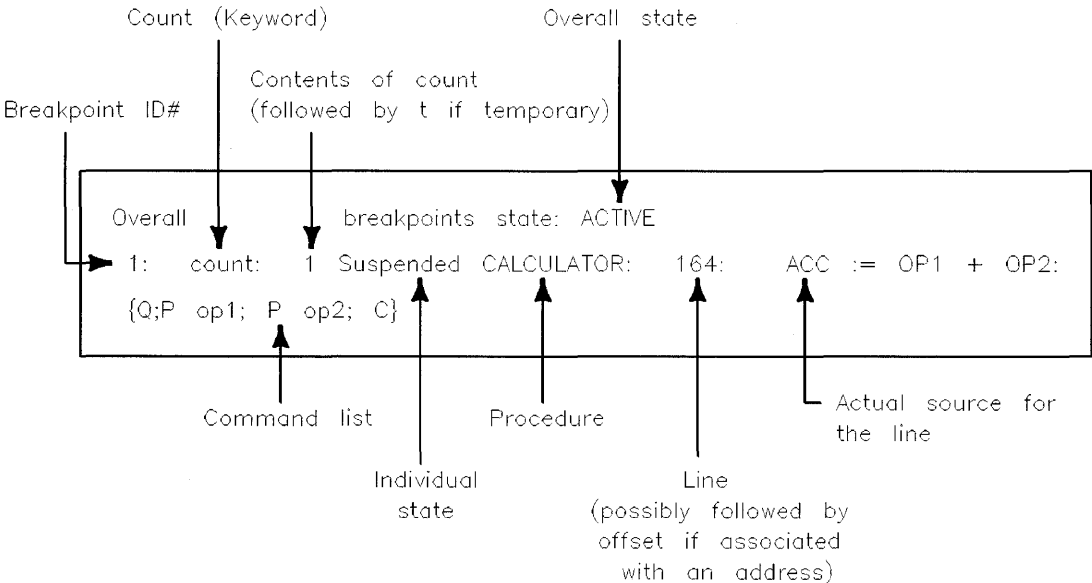 Count (Keyword)
Overall state
Contents of count
(followed by t if temporary)
Breakpoint ID#
Overall breakpoints state: ACTIVE
1: count: 1 Suspended CALCULATOR: 164: ACC := OP1 + OP2:
{Q;P op1; P op2; C}
Command list
Procedure
Actual source for
the line
Individual
state
Line
(possibly followed by
offset if associated
with an address)